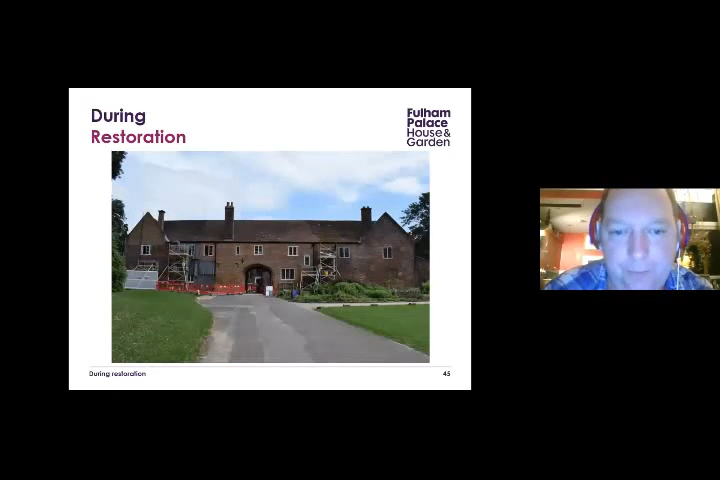 During
Restoration
Fulham
Palace
House&
Garden
During restoration
45